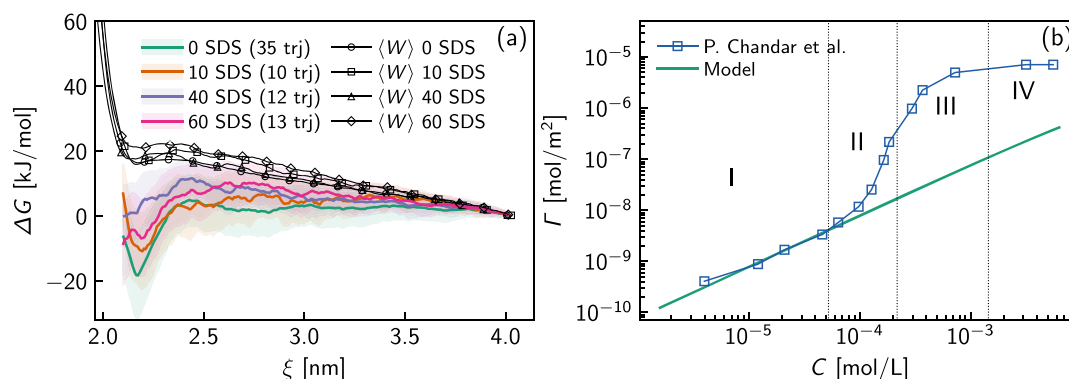 (a)
0 SDS (35 trj)
10 SDS (10 trj)
40 SDS (12 trj)
60 SDS (13 trj)
⟨W⟩ 0 SDS
⟨W⟩ 10 SDS
⟨W⟩ 40 SDS
⟨W⟩ 60 SDS
ΔG [kJ/mol]
60
40
20
0
−20
2.0 2.5 3.0 3.5 4.0
ξ [nm]
(b)
P. Chandar et al.
Model
I
II
III
IV
Γ [mol/m²]
10⁻⁵
10⁻⁶
10⁻⁷
10⁻⁸
10⁻⁹
10⁻¹⁰
10⁻⁵ 10⁻⁴ 10⁻³
C [mol/L]